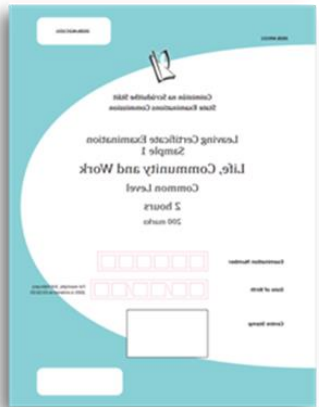 Coimisiún na Scrúduithe Stáit
State Examinations Commission
Leaving Certificate Examination
Sample 1
Life, Community and Work
Common Level
2 hours
200 marks
Examination Number
Date of Birth
Centre Stamp